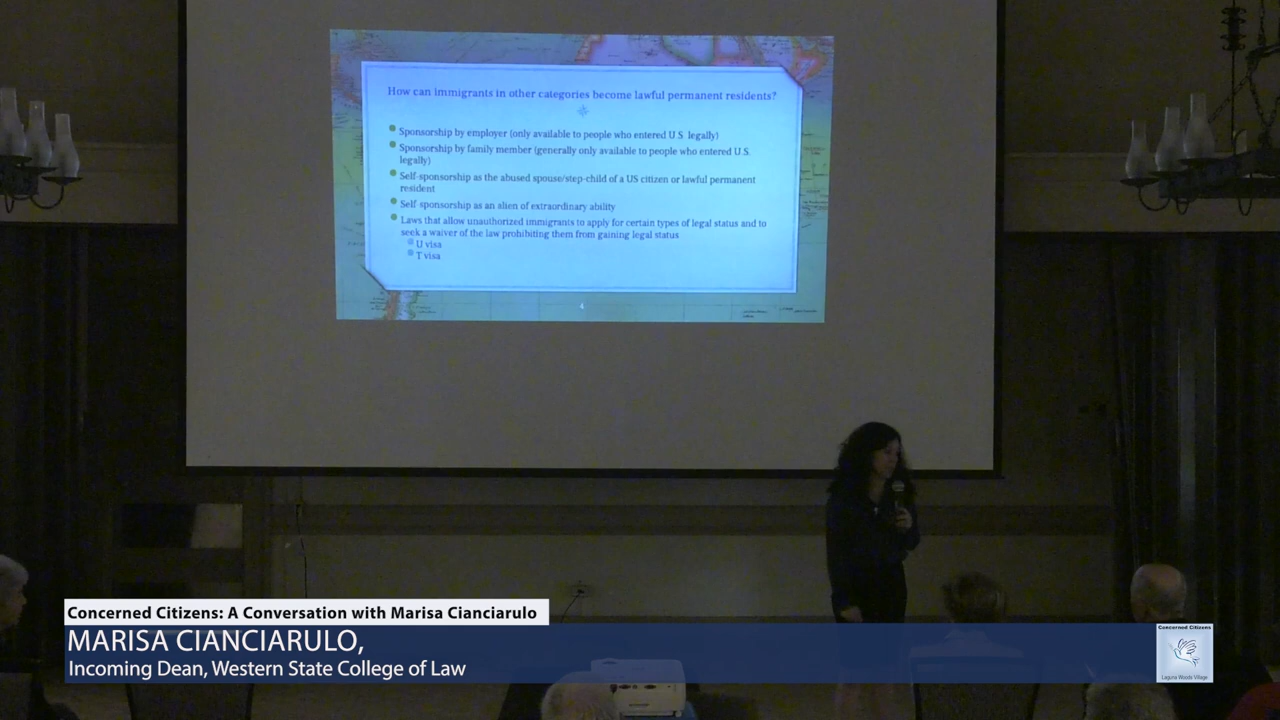 How can immigrants in other categories become lawful permanent residents?
Sponsorship by employer (only available to people who entered U.S. legally)
Sponsorship by family member (generally only available to people who entered U.S.
legally)
Self-sponsorship as the abused spouse/step-child of a US citizen or lawful permanent
resident
Self-sponsorship as an alien of extraordinary ability
Laws that allow unauthorized immigrants to apply for certain types of legal status and to
seek a waiver of the law prohibiting them from gaining legal status
U visa
T visa
Concerned Citizens: A Conversation with Marisa Cianciarulo
MARISA CIANCIARULO,
Incoming Dean, Western State College of Law
Concerned Citizens
Laguna Woods Village